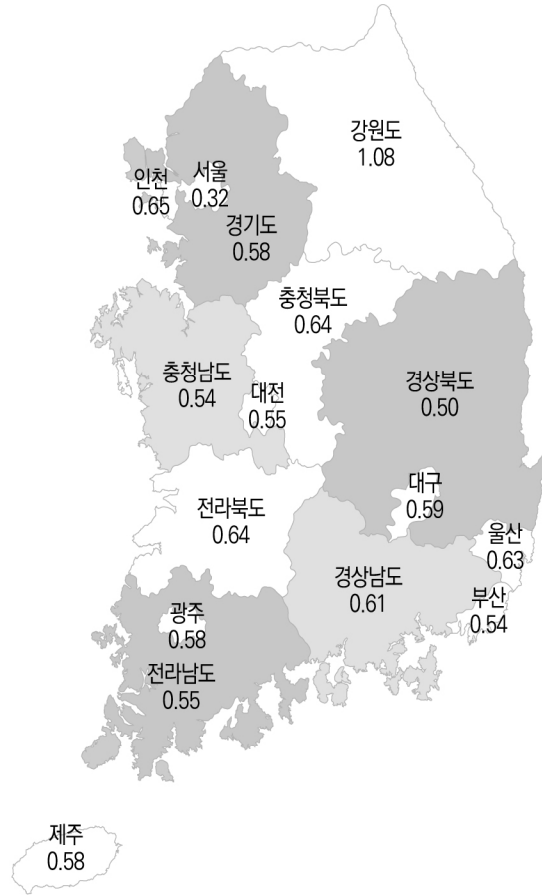 강원도
1.08
인천
0.65
서울
0.32
경기도
0.58
충청북도
0.64
충청남도
0.54
대전
0.55
경상북도
0.50
대구
0.59
전라북도
0.64
울산
0.63
경상남도
0.61
부산
0.54
광주
0.58
전라남도
0.55
제주
0.58